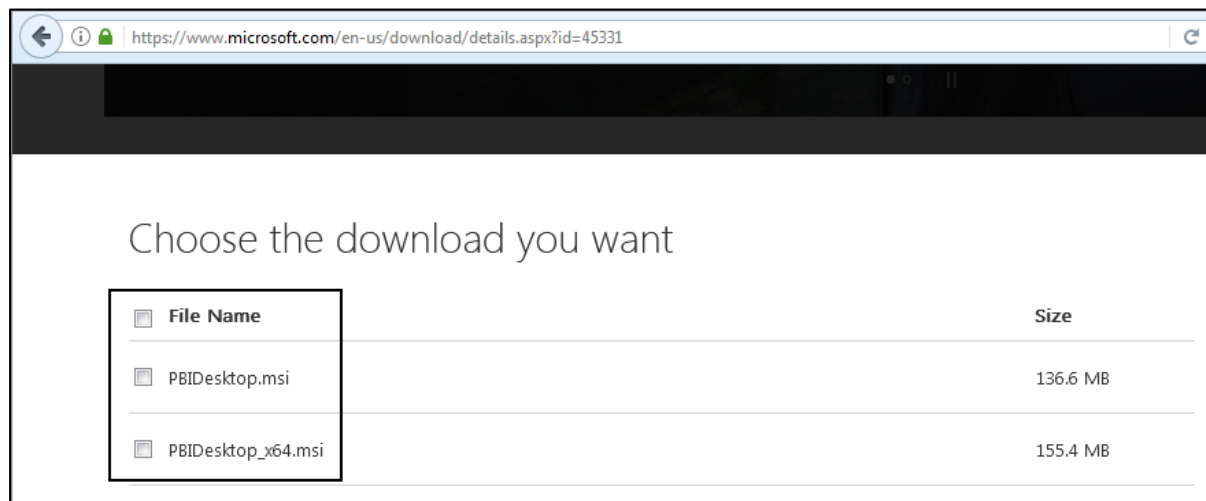 https://www.microsoft.com/en-us/download/details.aspx?id=45331
Choose the download you want
File Name Size
PBIDesktop.msi 136.6 MB
PBIDesktop_x64.msi 155.4 MB